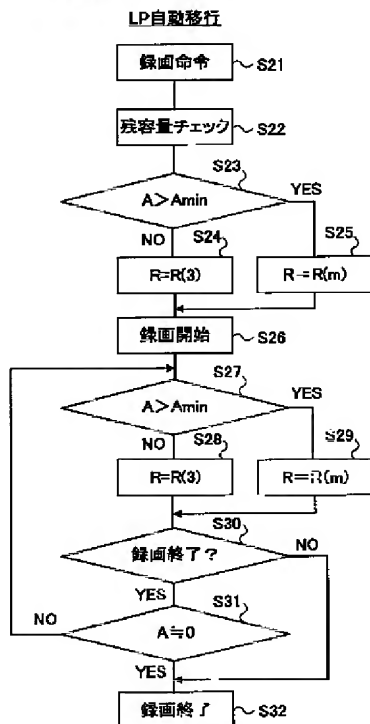 LP自動移行
録画命令
S21
残容量チェック
S22
S23
A＞Amin
YES
NO
S24
S25
R=R(3)
R=R(m)
録画開始
S26
S27
A＞Amin
YES
NO
S28
S29
R=R(3)
R=R(m)
S30
録画終了？
NO
YES
S31
NO
A≒0
YES
録画終了
S32